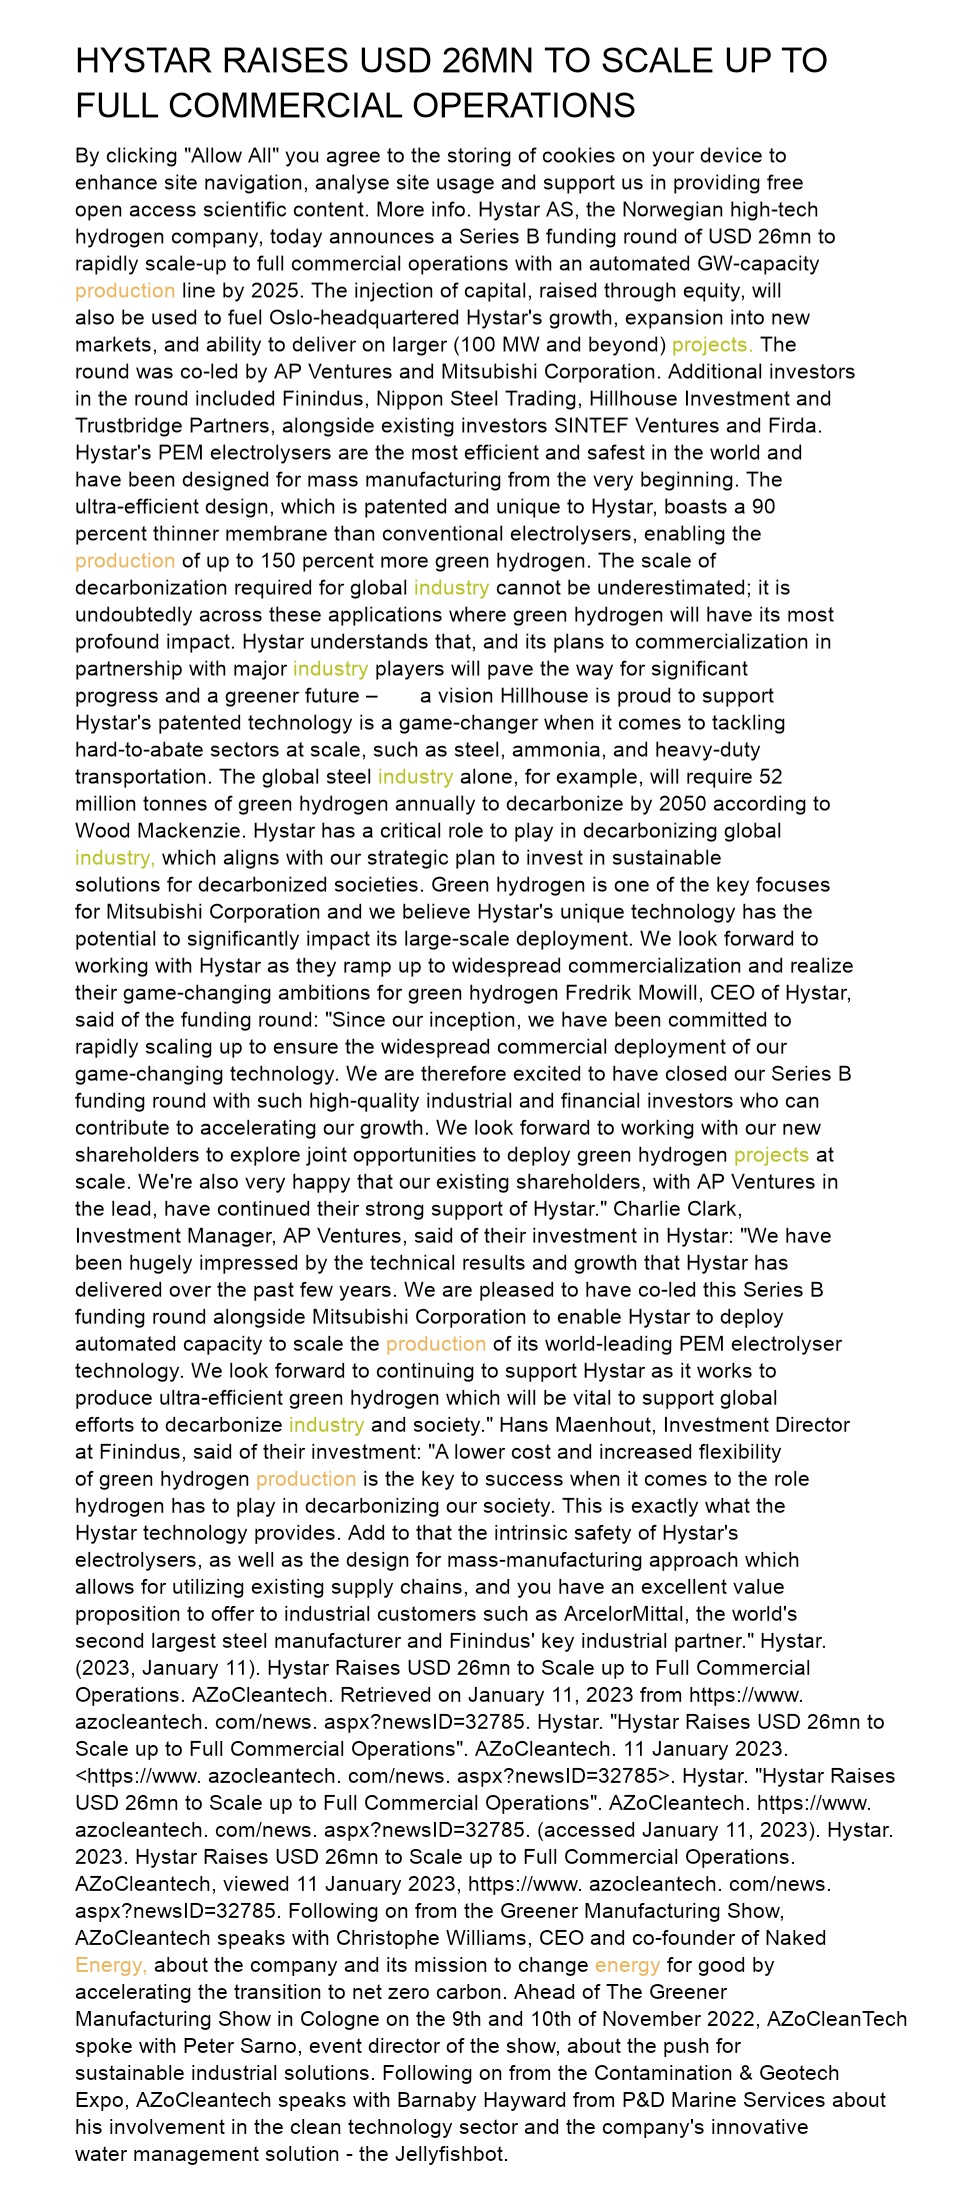 HYSTAR RAISES USD 26MN TO SCALE UP TO
FULL COMMERCIAL OPERATIONS
By clicking "Allow All" you agree to the storing of cookies on your device to
enhance site navigation, analyse site usage and support us in providing free
open access scientific content. More info. Hystar AS, the Norwegian high-tech
hydrogen company, today announces a Series B funding round of USD 26mn to
rapidly scale-up to full commercial operations with an automated GW-capacity
production line by 2025. The injection of capital, raised through equity, will
also be used to fuel Oslo-headquartered Hystar's growth, expansion into new
markets, and ability to deliver on larger (100 MW and beyond) projects. The
round was co-led by AP Ventures and Mitsubishi Corporation. Additional investors
in the round included Finindus, Nippon Steel Trading, Hillhouse Investment and
Trustbridge Partners, alongside existing investors SINTEF Ventures and Firda.
Hystar's PEM electrolysers are the most efficient and safest in the world and
have been designed for mass manufacturing from the very beginning. The
ultra-efficient design, which is patented and unique to Hystar, boasts a 90
percent thinner membrane than conventional electrolysers, enabling the
production of up to 150 percent more green hydrogen. The scale of
decarbonization required for global industry cannot be underestimated; it is
undoubtedly across these applications where green hydrogen will have its most
profound impact. Hystar understands that, and its plans to commercialization in
partnership with major industry players will pave the way for significant
progress and a greener future – a vision Hillhouse is proud to support
Hystar's patented technology is a game-changer when it comes to tackling
hard-to-abate sectors at scale, such as steel, ammonia, and heavy-duty
transportation. The global steel industry alone, for example, will require 52
million tonnes of green hydrogen annually to decarbonize by 2050 according to
Wood Mackenzie. Hystar has a critical role to play in decarbonizing global
industry, which aligns with our strategic plan to invest in sustainable
solutions for decarbonized societies. Green hydrogen is one of the key focuses
for Mitsubishi Corporation and we believe Hystar's unique technology has the
potential to significantly impact its large-scale deployment. We look forward to
working with Hystar as they ramp up to widespread commercialization and realize
their game-changing ambitions for green hydrogen Fredrik Mowill, CEO of Hystar,
said of the funding round: "Since our inception, we have been committed to
rapidly scaling up to ensure the widespread commercial deployment of our
game-changing technology. We are therefore excited to have closed our Series B
funding round with such high-quality industrial and financial investors who can
contribute to accelerating our growth. We look forward to working with our new
shareholders to explore joint opportunities to deploy green hydrogen projects at
scale. We're also very happy that our existing shareholders, with AP Ventures in
the lead, have continued their strong support of Hystar." Charlie Clark,
Investment Manager, AP Ventures, said of their investment in Hystar: "We have
been hugely impressed by the technical results and growth that Hystar has
delivered over the past few years. We are pleased to have co-led this Series B
funding round alongside Mitsubishi Corporation to enable Hystar to deploy
automated capacity to scale the production of its world-leading PEM electrolyser
technology. We look forward to continuing to support Hystar as it works to
produce ultra-efficient green hydrogen which will be vital to support global
efforts to decarbonize industry and society." Hans Maenhout, Investment Director
at Finindus, said of their investment: "A lower cost and increased flexibility
of green hydrogen production is the key to success when it comes to the role
hydrogen has to play in decarbonizing our society. This is exactly what the
Hystar technology provides. Add to that the intrinsic safety of Hystar's
electrolysers, as well as the design for mass-manufacturing approach which
allows for utilizing existing supply chains, and you have an excellent value
proposition to offer to industrial customers such as ArcelorMittal, the world's
second largest steel manufacturer and Finindus' key industrial partner." Hystar.
(2023, January 11). Hystar Raises USD 26mn to Scale up to Full Commercial
Operations. AZoCleantech. Retrieved on January 11, 2023 from https://www.
azocleantech. com/news. aspx?newsID=32785. Hystar. "Hystar Raises USD 26mn to
Scale up to Full Commercial Operations". AZoCleantech. 11 January 2023.
<https://www. azocleantech. com/news. aspx?newsID=32785>. Hystar. "Hystar Raises
USD 26mn to Scale up to Full Commercial Operations". AZoCleantech. https://www.
azocleantech. com/news. aspx?newsID=32785. (accessed January 11, 2023). Hystar.
2023. Hystar Raises USD 26mn to Scale up to Full Commercial Operations.
AZoCleantech, viewed 11 January 2023, https://www. azocleantech. com/news.
aspx?newsID=32785. Following on from the Greener Manufacturing Show,
AZoCleantech speaks with Christophe Williams, CEO and co-founder of Naked
Energy, about the company and its mission to change energy for good by
accelerating the transition to net zero carbon. Ahead of The Greener
Manufacturing Show in Cologne on the 9th and 10th of November 2022, AZoCleanTech
spoke with Peter Sarno, event director of the show, about the push for
sustainable industrial solutions. Following on from the Contamination & Geotech
Expo, AZoCleantech speaks with Barnaby Hayward from P&D Marine Services about
his involvement in the clean technology sector and the company's innovative
water management solution - the Jellyfishbot.